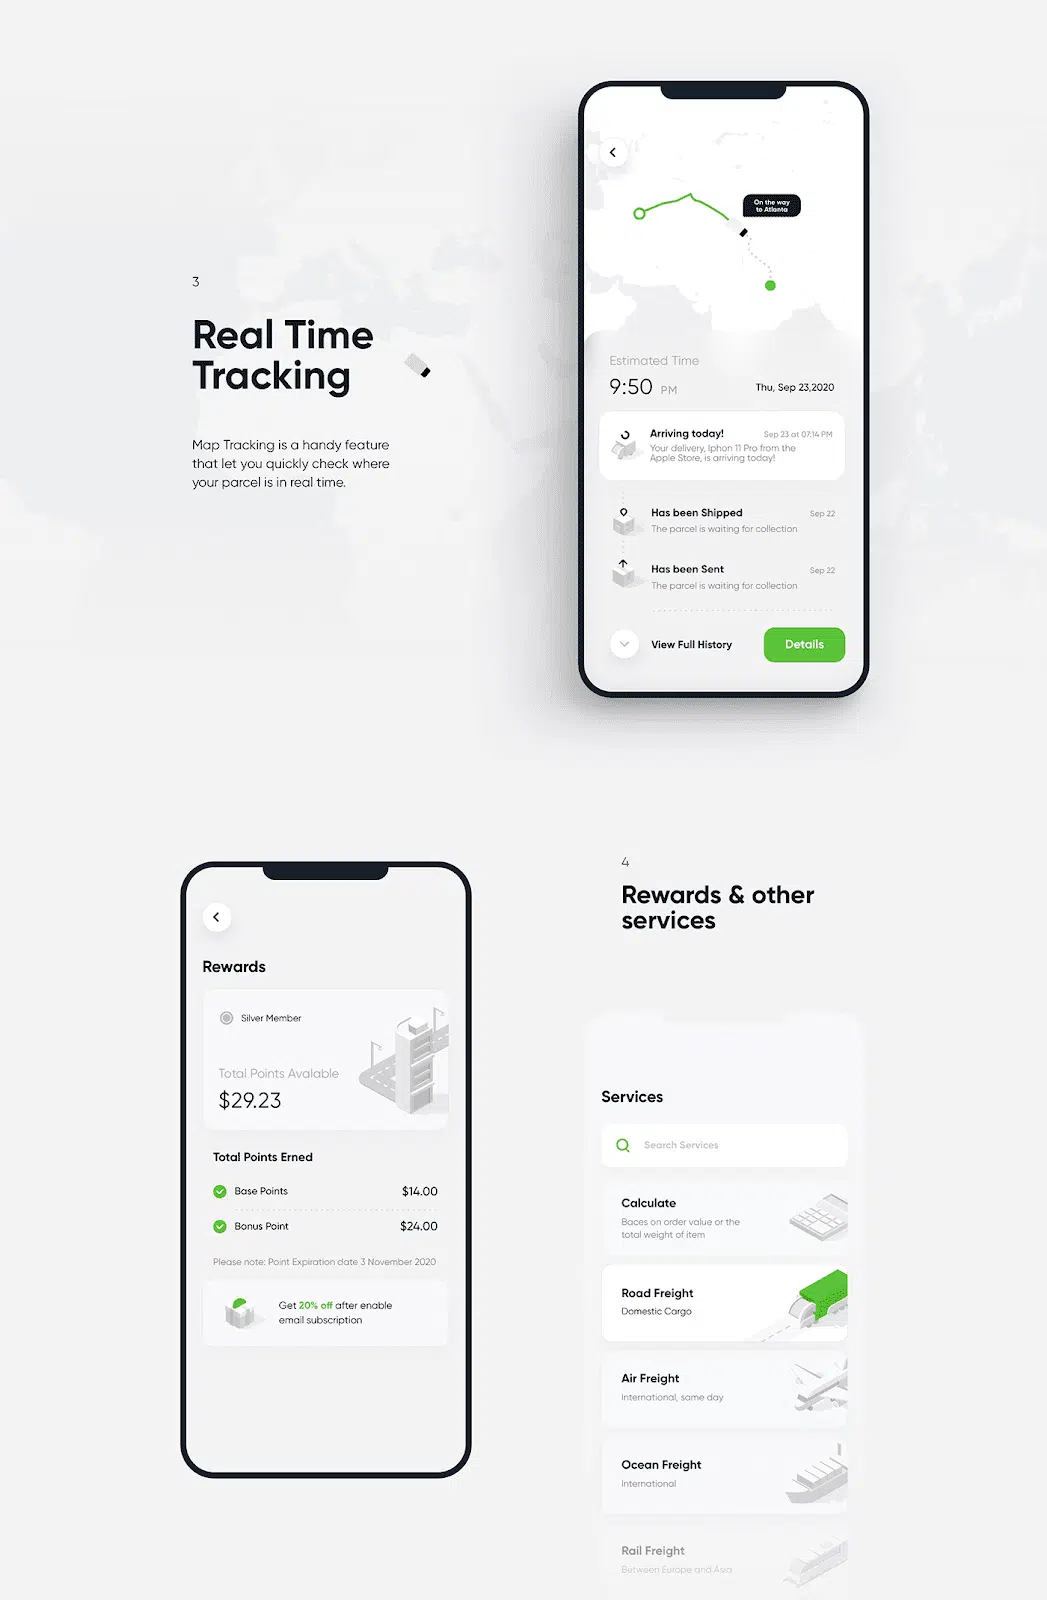 3
Real Time
Tracking
Map Tracking is a handy feature
that let you quickly check where
your parcel is in real time.
On the way
to Atlanta
Estimated Time
9:50 PM
Thu, Sep 23,2020
Arriving today!
Sep 23 at 07:14 PM
Your delivery, Iphon 11 Pro from the
Apple Store, is arriving today!
Has been Shipped
Sep 22
The parcel is waiting for collection
Has been Sent
Sep 22
The parcel is waiting for collection
View Full History
Details
Rewards
Silver Member
Total Points Avalable
$29.23
Total Points Erned
Base Points
$14.00
Bonus Point
$24.00
Please note: Point Expiration date 3 November 2020
Get 20% off after enable
email subscription
4
Rewards & other
services
Services
Search Services
Calculate
Baces on order value or the
total weight of item
Road Freight
Domestic Cargo
Air Freight
International, same day
Ocean Freight
International
Rail Freight
Between Europe and Asia